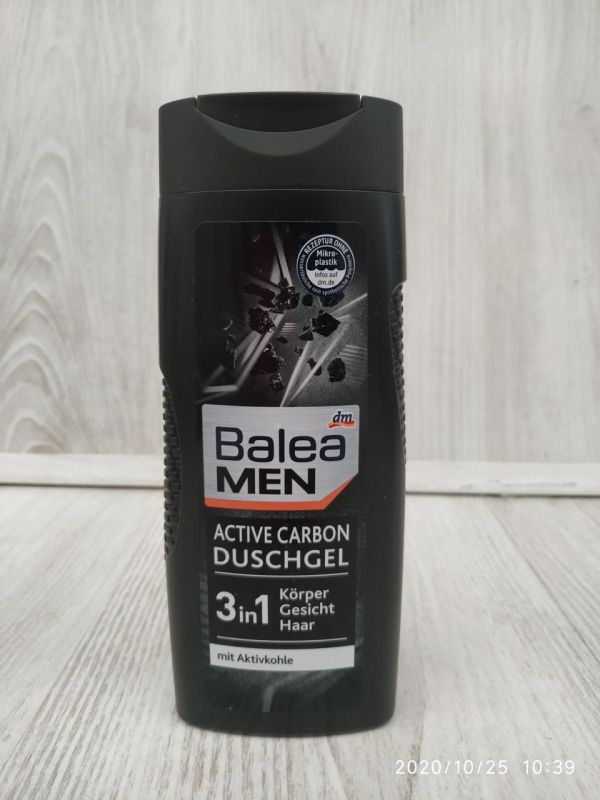 REZEPTUR OHNE
Mikro-
plastik
Infos auf
dm.de
dm
Balea
MEN
ACTIVE CARBON
DUSCHGEL
3in1
Körper
Gesicht
Haar
mit Aktivkohle
2020/10/25 10:39